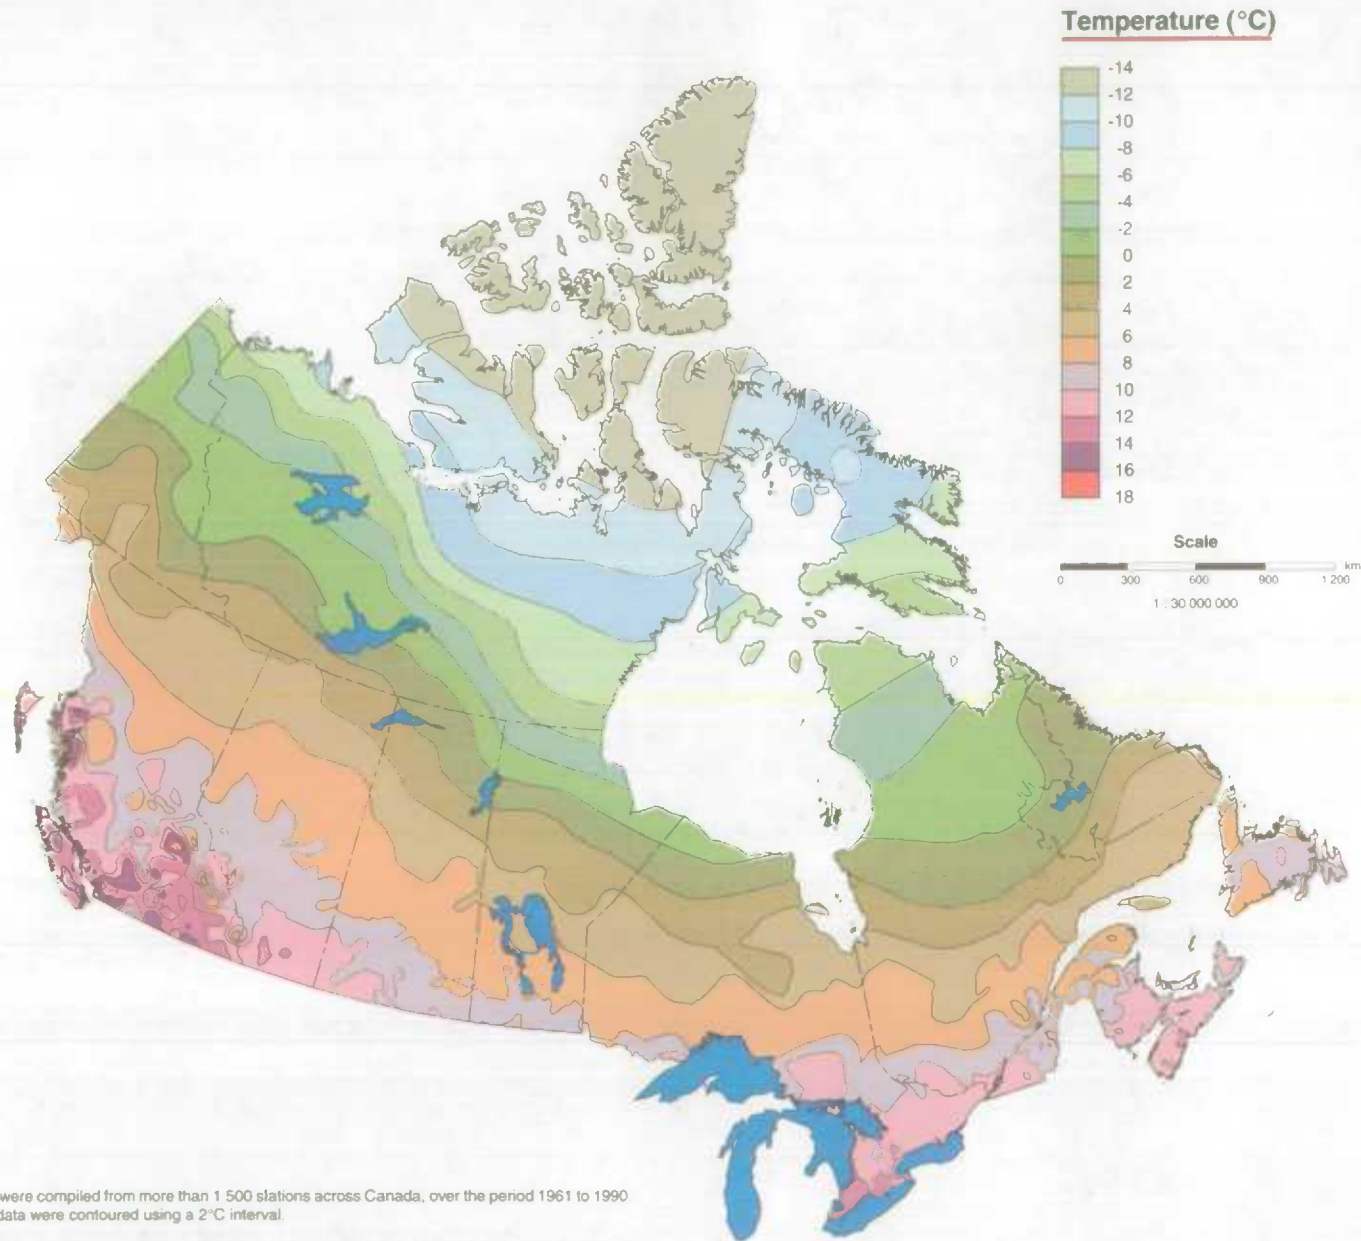 Temperature (°C)
-14
-12
-10
-8
-6
-4
-2
0
2
4
6
8
10
12
14
16
18
Scale
km
0 300 600 900 1 200
1 : 30 000 000
were compiled from more than 1 500 stations across Canada, over the period 1961 to 1990
data were contoured using a 2°C interval.